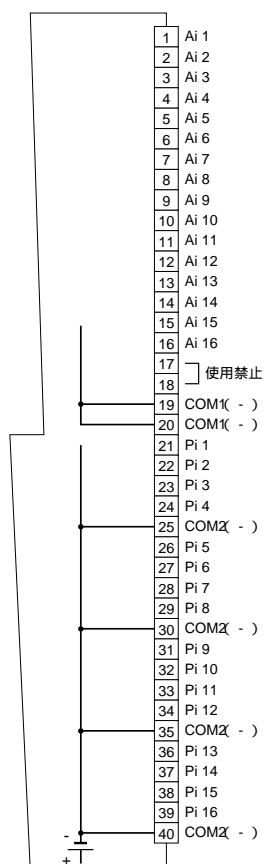 1 Ai 1
2 Ai 2
3 Ai 3
4 Ai 4
5 Ai 5
6 Ai 6
7 Ai 7
8 Ai 8
9 Ai 9
10 Ai 10
11 Ai 11
12 Ai 12
13 Ai 13
14 Ai 14
15 Ai 15
16 Ai 16
17
使用禁止
18
19 COM1( - )
20 COM1( - )
21 Pi 1
22 Pi 2
23 Pi 3
24 Pi 4
25 COM2( - )
26 Pi 5
27 Pi 6
28 Pi 7
29 Pi 8
30 COM2( - )
31 Pi 9
32 Pi 10
33 Pi 11
34 Pi 12
35 COM2( - )
36 Pi 13
37 Pi 14
38 Pi 15
39 Pi 16
- 40 COM2( - )
+